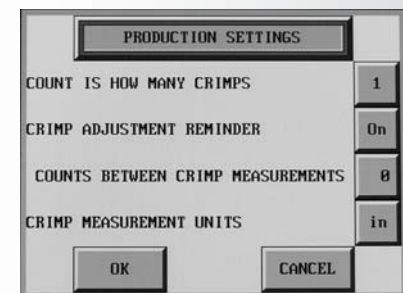 PRODUCTION SETTINGS
COUNT IS HOW MANY CRIMPS 1
CRIMP ADJUSTMENT REMINDER On
COUNTS BETWEEN CRIMP MEASUREMENTS 0
CRIMP MEASUREMENT UNITS in
OK CANCEL